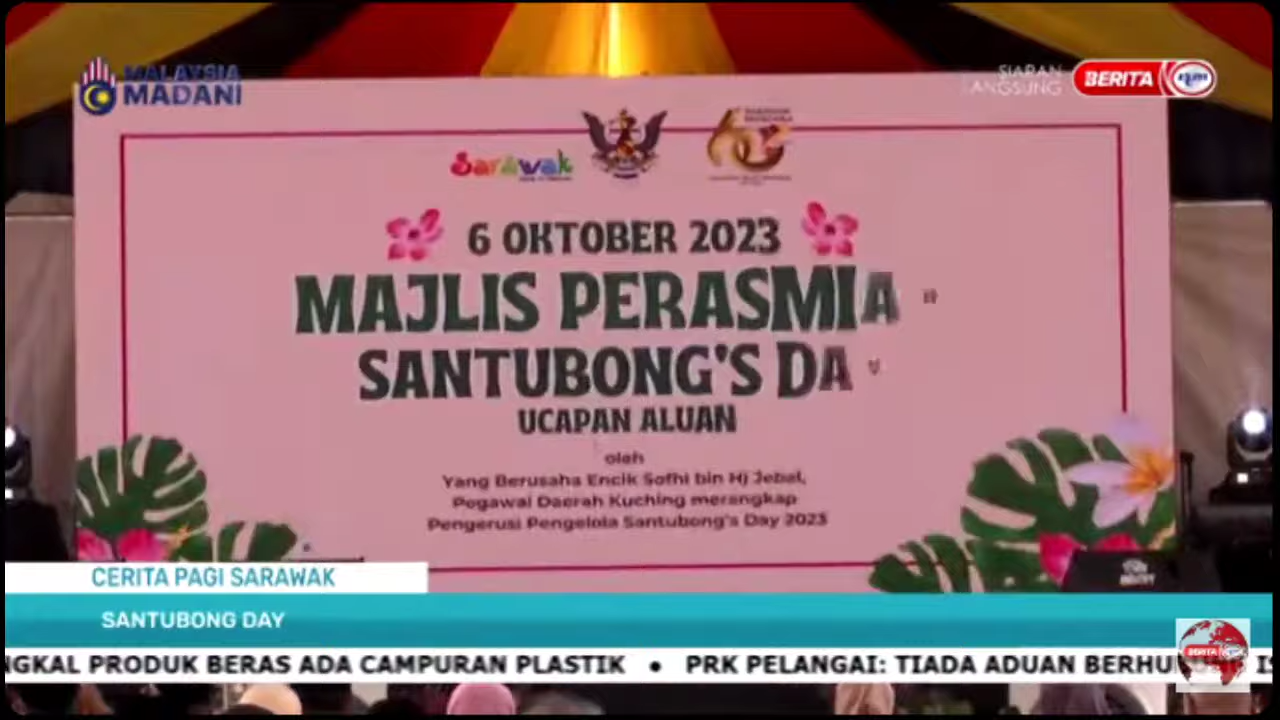 MALAYSIA
MADANI
SIARAN
LANGSUNG
BERITA
Sarawak
6 OKTOBER 2023
MAJLIS PERASMIA
SANTUBONG'S DA
UCAPAN ALUAN
oleh
Yang Berusaha Encik Sofhi bin Hj Jebal,
Pegawai Daerah Kuching merangkap
Pengerusi Pengelola Santubong's Day 2023
CERITA PAGI SARAWAK
SANTUBONG DAY
NGKAL PRODUK BERAS ADA CAMPURAN PLASTIK • PRK PELANGAI: TIADA ADUAN
BERITA